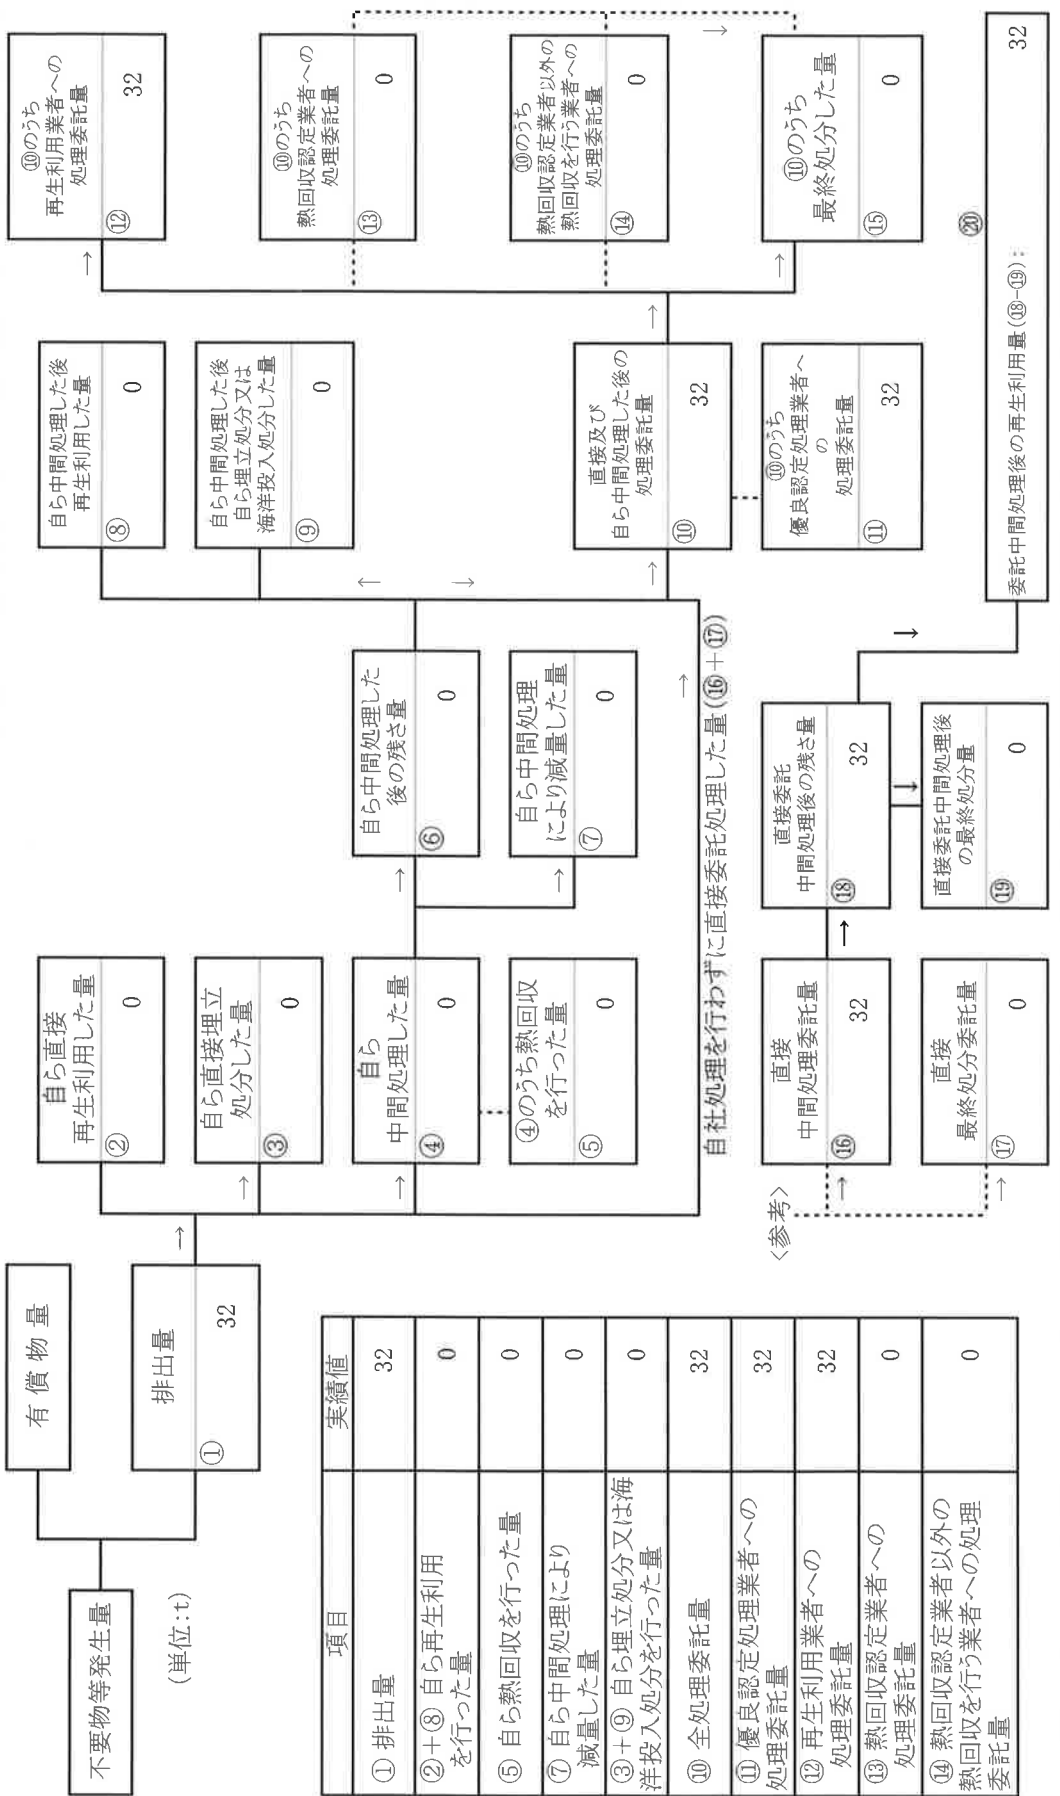 不要物等発生量
(単位:t)
有償物量
排出量
①
32
自ら直接
再生利用した量
②
0
自ら直接埋立
処分した量
③
0
自ら
中間処理した量
④
0
④のうち熱回収
を行った量
⑤
0
自ら中間処理した
後の残さ量
⑥
0
自ら中間処理
により減量した量
⑦
0
自ら中間処理した後
再生利用した量
⑧
0
自ら中間処理した後
自ら埋立処分又は
海洋投入処分した量
⑨
0
直接及び
自ら中間処理した後の
処理委託量
⑩
32
⑩のうち
優良認定処理業者へ
の
処理委託量
⑪
32
⑩のうち
再生利用業者への
処理委託量
⑫
32
⑩のうち
熱回収認定業者への
処理委託量
⑬
0
⑩のうち
熱回収認定業者以外の
熱回収を行う業者への
処理委託量
⑭
0
⑩のうち
最終処分した量
⑮
0
自社処理を行わずに直接委託処理した量(⑯+⑰)
<参考>
直接
中間処理委託量
⑯
32
直接
最終処分委託量
⑰
0
直接委託
中間処理後の残さ量
⑱
32
直接委託中間処理後
の最終処分量
⑲
0
⑳
委託中間処理後の再生利用量(⑱-⑲): 32
項目 実績値
① 排出量 32
②+⑧ 自ら再生利用
を行った量 0
⑤ 自ら熱回収を行った量 0
⑦ 自ら中間処理により
減量した量 0
③+⑨ 自ら埋立処分又は海
洋投入処分を行った量 0
⑩ 全処理委託量 32
⑪ 優良認定処理業者への
処理委託量 32
⑫ 再生利用業者への
処理委託量 32
⑬ 熱回収認定業者への
処理委託量 0
⑭ 熱回収認定業者以外の
熱回収を行う業者への処理
委託量 0